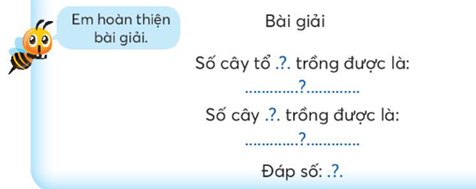 Em hoàn thiện
bài giải.
Bài giải
Số cây tổ .?. trồng được là:
.............?.............
Số cây .?. trồng được là:
.............?.............
Đáp số: .?.